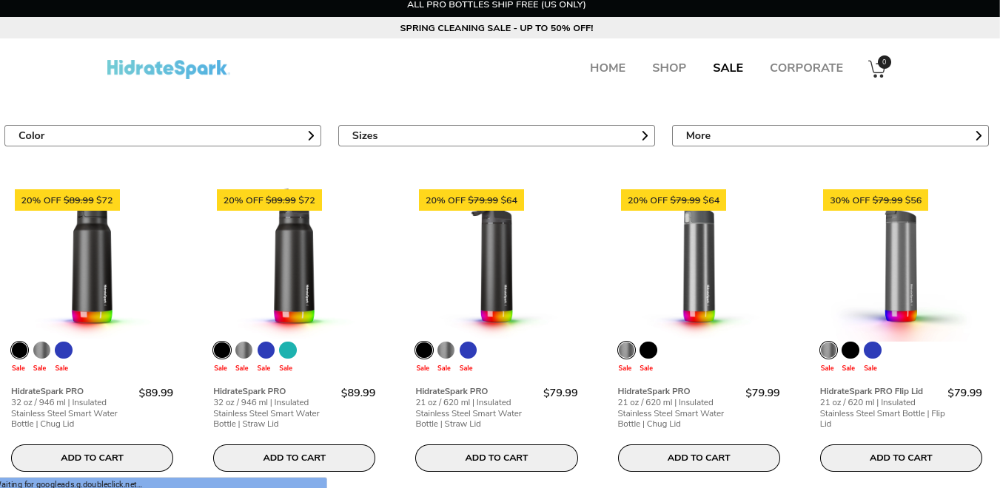 ALL PRO BOTTLES SHIP FREE (US ONLY)
SPRING CLEANING SALE - UP TO 50% OFF!
HidrateSpark
HOME SHOP SALE CORPORATE 0
Color Sizes More
20% OFF $89.99 $72
20% OFF $89.99 $72
20% OFF $79.99 $64
20% OFF $79.99 $64
30% OFF $79.99 $56
HidrateSpark
HidrateSpark
HidrateSpark
HidrateSpark
HidrateSpark
Sale Sale Sale
Sale Sale Sale Sale
Sale Sale Sale
Sale Sale
Sale Sale Sale
HidrateSpark PRO
32 oz / 946 ml | Insulated
Stainless Steel Smart Water
Bottle | Chug Lid
$89.99
HidrateSpark PRO
32 oz / 946 ml | Insulated
Stainless Steel Smart Water
Bottle | Straw Lid
$89.99
HidrateSpark PRO
21 oz / 620 ml | Insulated
Stainless Steel Smart Water
Bottle | Straw Lid
$79.99
HidrateSpark PRO
21 oz / 620 ml | Insulated
Stainless Steel Smart Water
Bottle | Chug Lid
$79.99
HidrateSpark PRO Flip Lid
21 oz / 620 ml | Insulated
Stainless Steel Smart Bottle | Flip
Lid
$79.99
ADD TO CART
ADD TO CART
ADD TO CART
ADD TO CART
ADD TO CART
Waiting for googleads.g.doubleclick.net...